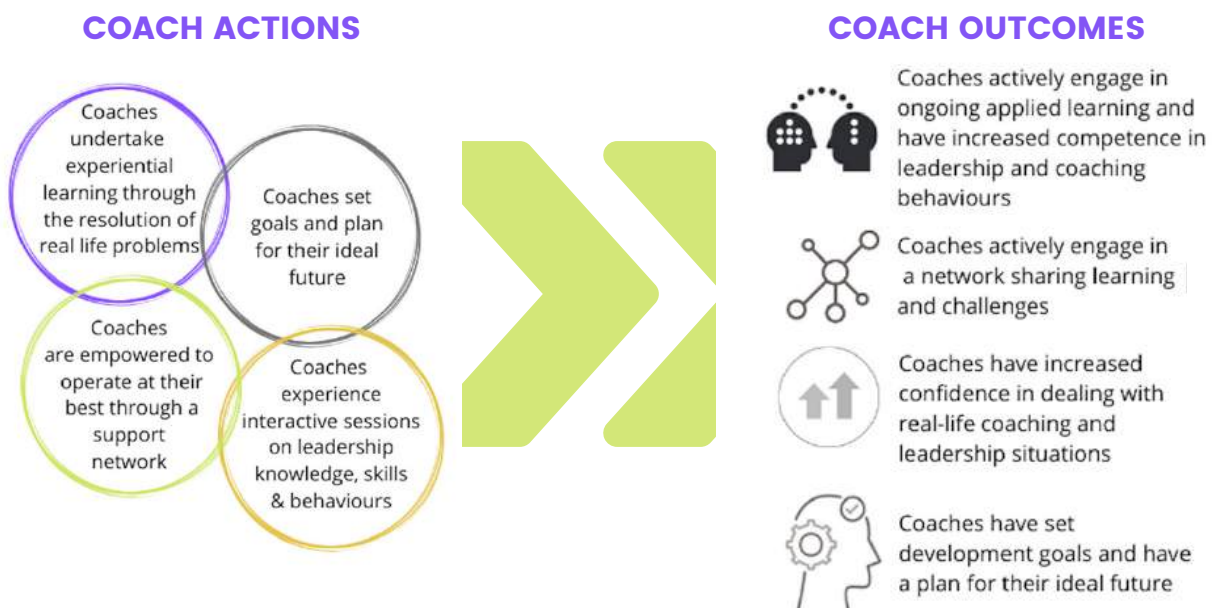 COACH ACTIONS
Coaches
undertake
experiential
learning through
the resolution of
real life problems
Coaches set
goals and plan
for their ideal
future
Coaches
are empowered to
operate at their
best through a
support
network
Coaches
experience
interactive sessions
on leadership
knowledge, skills
& behaviours
COACH OUTCOMES
Coaches actively engage in
ongoing applied learning and
have increased competence in
leadership and coaching
behaviours
Coaches actively engage in
a network sharing learning
and challenges
Coaches have increased
confidence in dealing with
real-life coaching and
leadership situations
Coaches have set
development goals and have
a plan for their ideal future